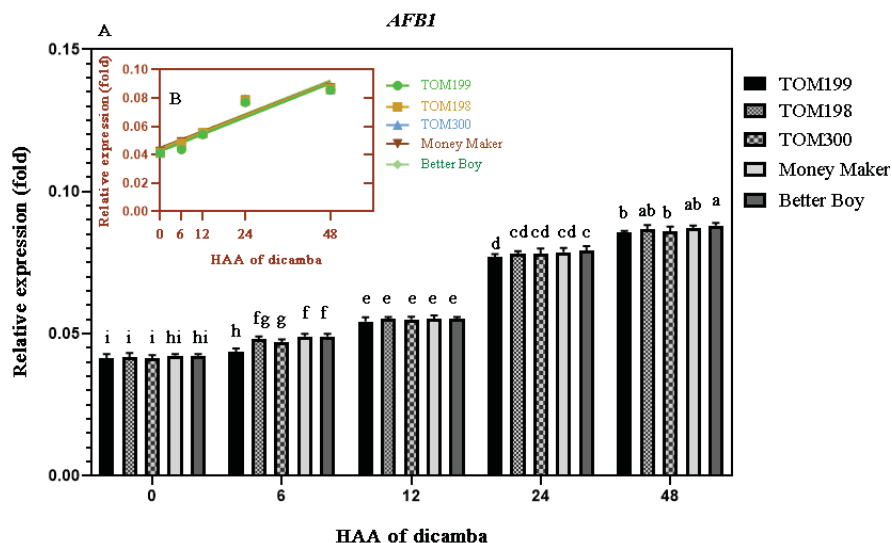 AFB1
A
0.15
0.10
0.05
0.00
Relative expression (fold)
B
0.10
0.08
0.06
0.04
0.02
0.00
Relative expression (fold)
0 6 12 24 48
HAA of dicamba
TOM199
TOM198
TOM300
Money Maker
Better Boy
TOM199
TOM198
TOM300
Money Maker
Better Boy
i i i hi hi
h fg g f f
e e e e e
d cd cd cd c
b ab b ab a
0 6 12 24 48
HAA of dicamba